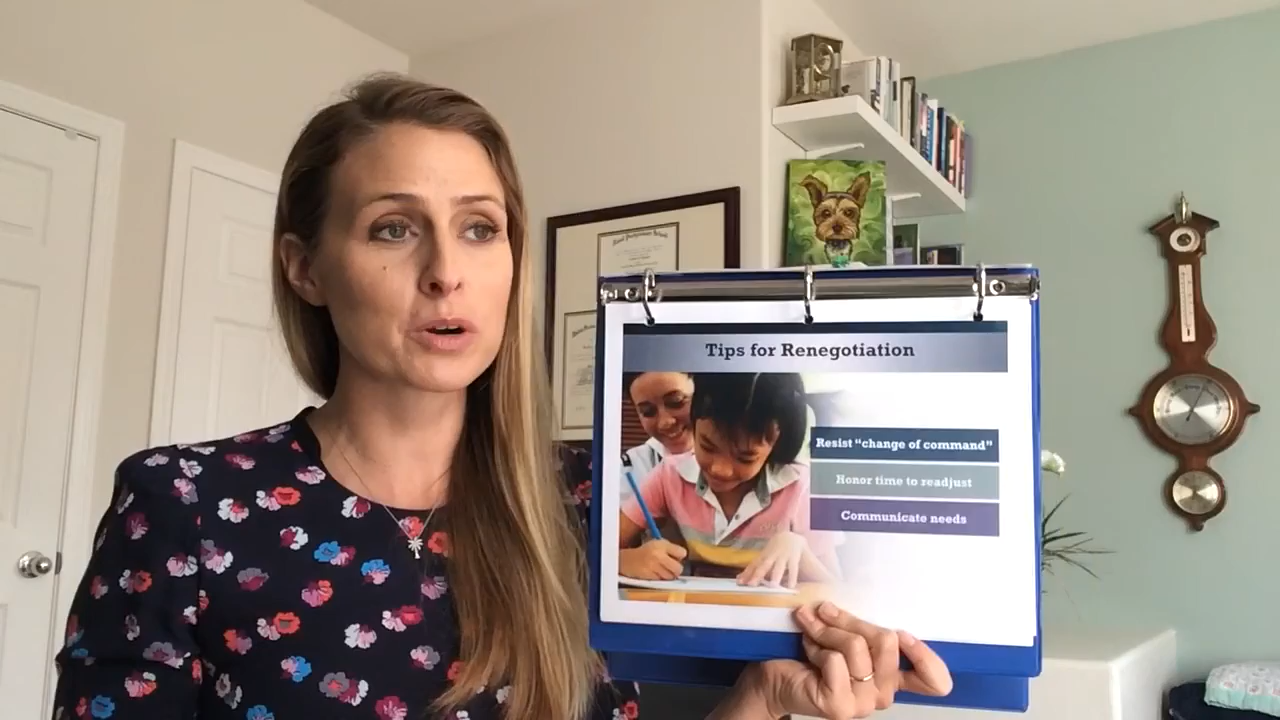 Tips for Renegotiation
Resist “change of command”
Honor time to readjust
Communicate needs